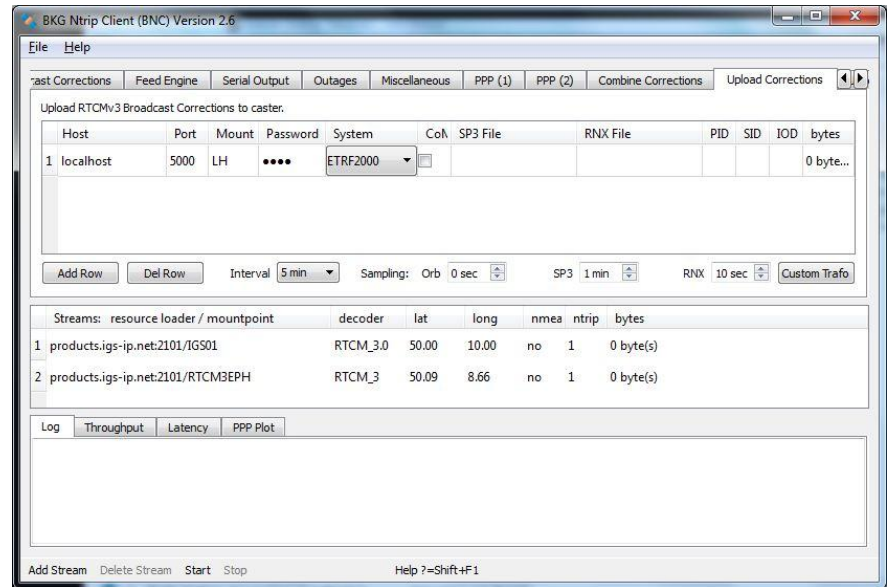 BKG Ntrip Client (BNC) Version 2.6
File Help
cast Corrections Feed Engine Serial Output Outages Miscellaneous PPP (1) PPP (2) Combine Corrections Upload Corrections
Upload RTCMv3 Broadcast Corrections to caster.
Host Port Mount Password System CoM SP3 File RNX File PID SID IOD bytes
1 localhost 5000 LH •••• ETRF2000 0 byte...
Add Row Del Row Interval 5 min Sampling: Orb 0 sec SP3 1 min RNX 10 sec Custom Trafo
Streams: resource loader / mountpoint decoder lat long nmea ntrip bytes
1 products.igs-ip.net:2101/IGS01 RTCM_3.0 50.00 10.00 no 1 0 byte(s)
2 products.igs-ip.net:2101/RTCM3EPH RTCM_3 50.09 8.66 no 1 0 byte(s)
Log Throughput Latency PPP Plot
Add Stream Delete Stream Start Stop Help ?=Shift+F1